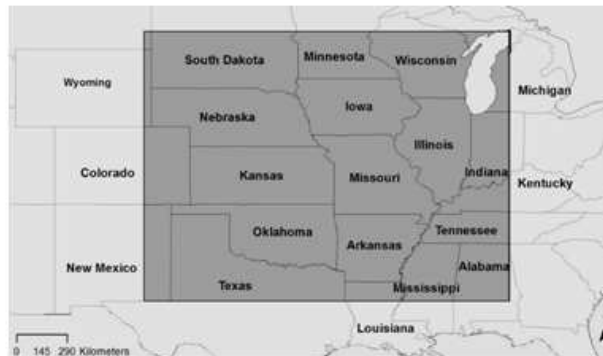 South Dakota
Minnesota
Wisconsin
Wyoming
Michigan
Iowa
Nebraska
Illinois
Colorado
Kansas
Missouri
Indiana
Kentucky
Oklahoma
Tennessee
Arkansas
New Mexico
Alabama
Texas
Mississippi
Louisiana
A
0 145 290 Kilometers